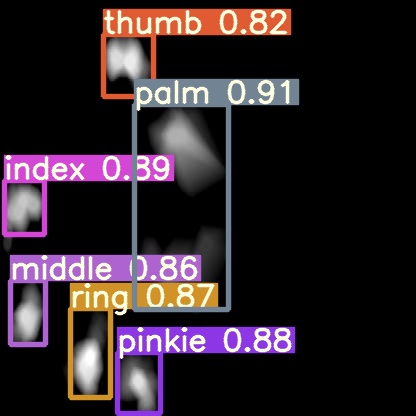 thumb 0.82
palm 0.91
index 0.89
middle 0.86
ring 0.87
pinkie 0.88